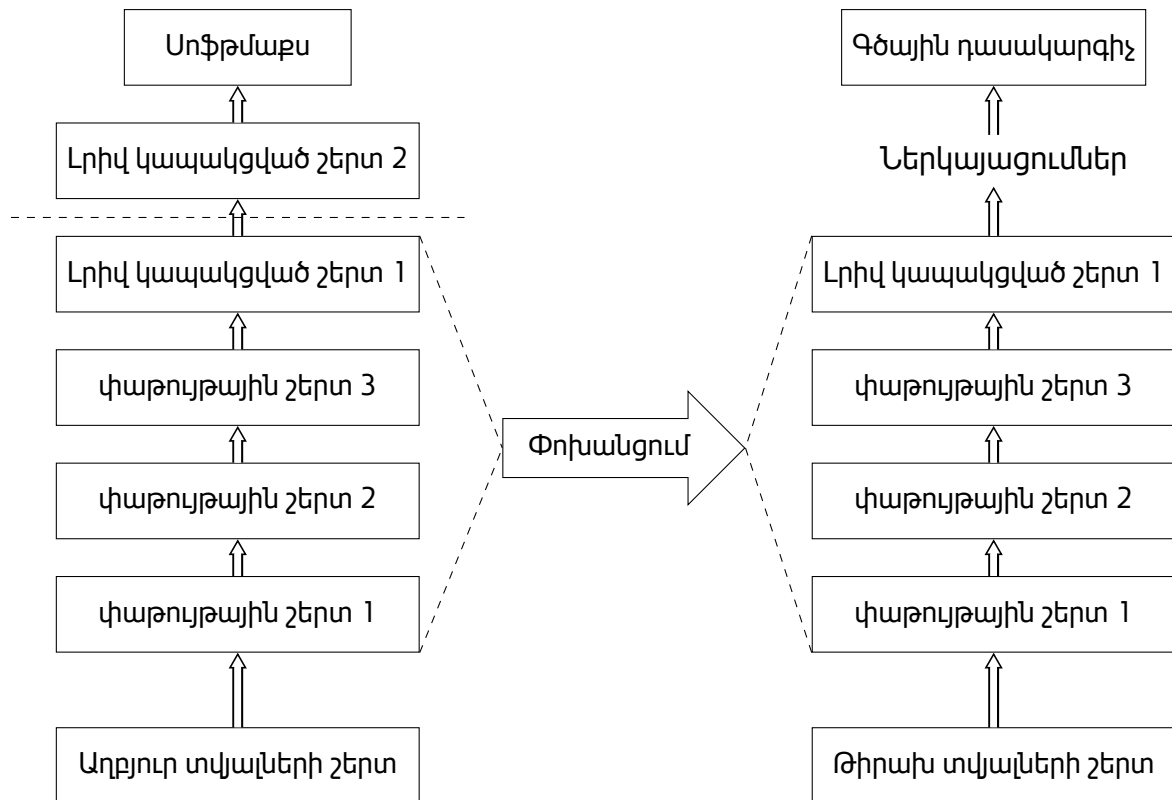 Սոֆթմաքս
Լրիվ կապակցված շերտ 2
Լրիվ կապակցված շերտ 1
փաթույթային շերտ 3
փաթույթային շերտ 2
փաթույթային շերտ 1
Աղբյուր տվյալների շերտ
Փոխանցում
Գծային դասակարգիչ
Ներկայացումներ
Լրիվ կապակցված շերտ 1
փաթույթային շերտ 3
փաթույթային շերտ 2
փաթույթային շերտ 1
Թիրախ տվյալների շերտ